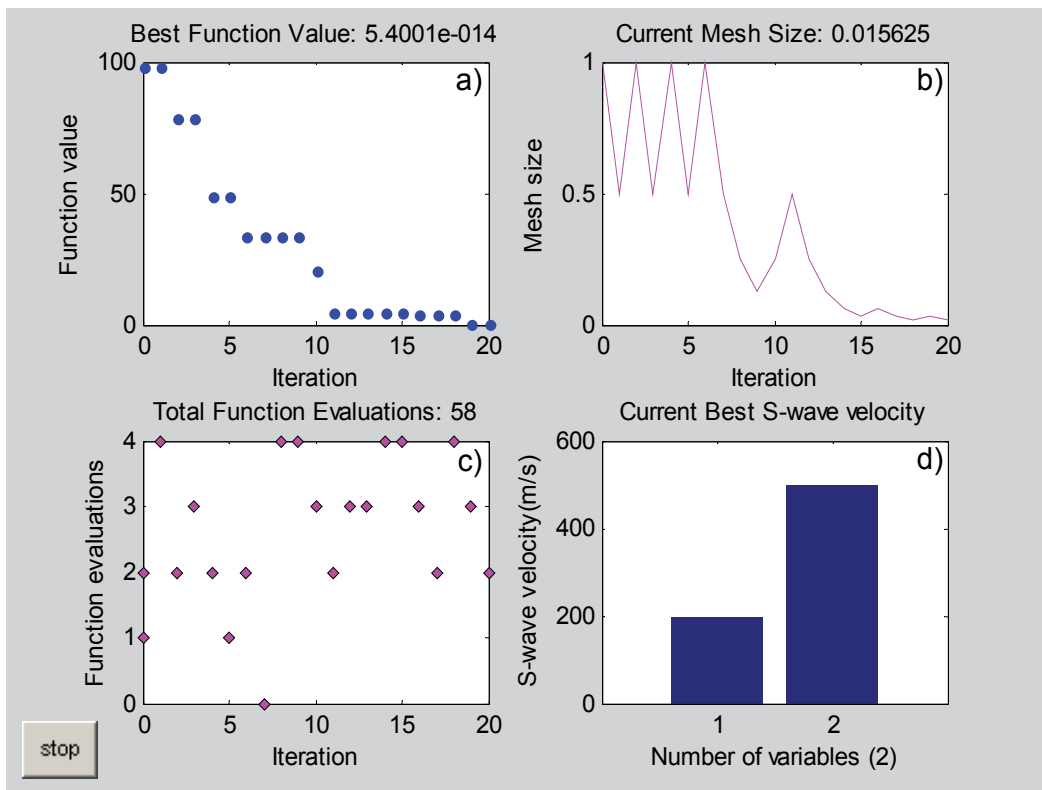 Best Function Value: 5.4001e-014
a)
100
50
0
Function value
0 5 10 15 20
Iteration
Current Mesh Size: 0.015625
b)
1
0.5
0
Mesh size
0 5 10 15 20
Iteration
Total Function Evaluations: 58
c)
4
3
2
1
0
Function evaluations
0 5 10 15 20
Iteration
Current Best S-wave velocity
d)
600
400
200
0
S-wave velocity(m/s)
1 2
Number of variables (2)
stop